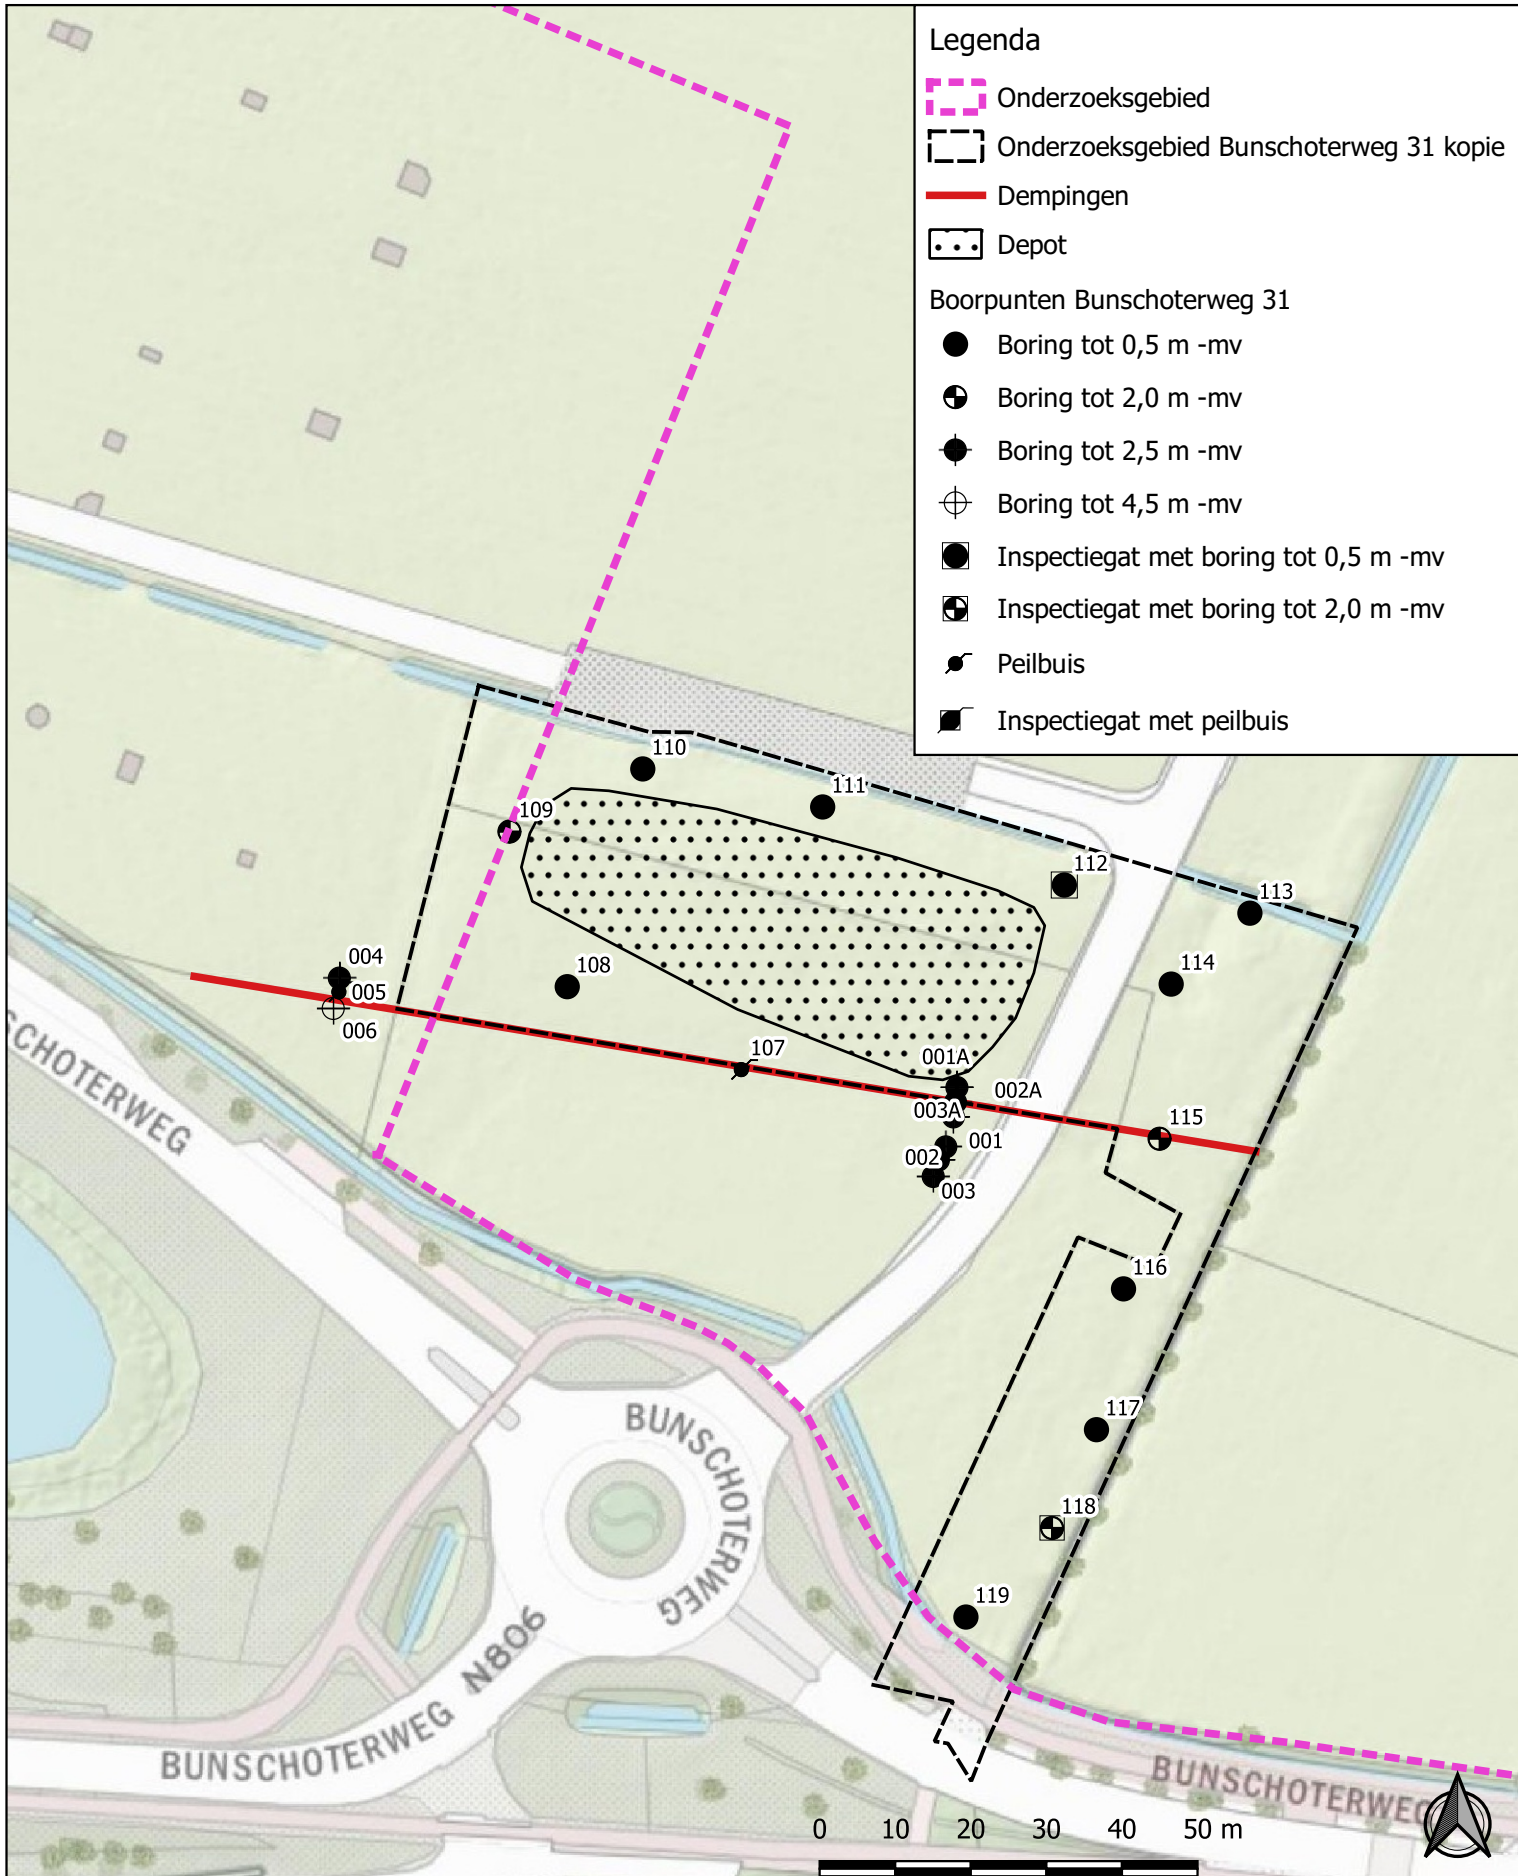 Legenda
Onderzoeksgebied
Onderzoeksgebied Bunschoterweg 31 kopie
Dempingen
Depot
Boorpunten Bunschoterweg 31
Boring tot 0,5 m -mv
Boring tot 2,0 m -mv
Boring tot 2,5 m -mv
Boring tot 4,5 m -mv
Inspectiegat met boring tot 0,5 m -mv
Inspectiegat met boring tot 2,0 m -mv
Peilbuis
Inspectiegat met peilbuis
110
111
109
112
113
114
108
004
005
006
107
001A
002A
003A
115
001
002
003
116
117
118
119
SCHOTERWEG
BUNSCHOTERWEG
BUNSCHOTERWEG N806
BUNSCHOTERWEG
0 10 20 30 40 50 m